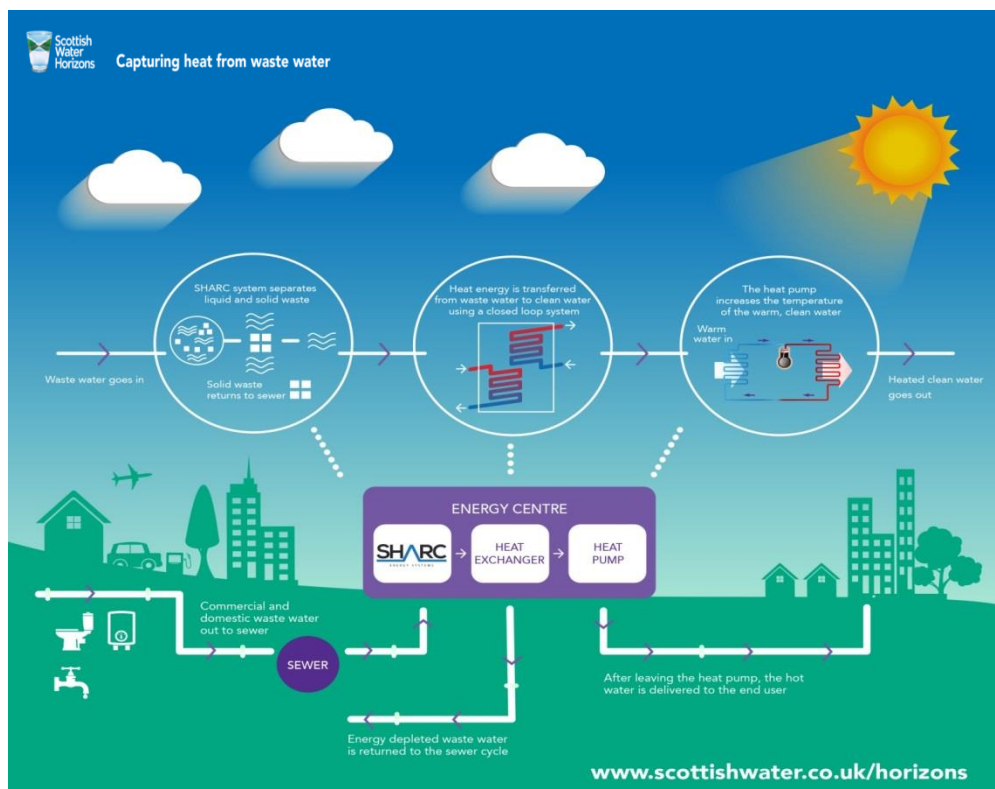 Scottish
Water
Horizons
Capturing heat from waste water
SHARC system separates
liquid and solid waste
Solid waste
returns to sewer
Waste water goes in
Heat energy is transferred
from waste water to clean water
using a closed loop system
The heat pump
increases the temperature
of the warm, clean water
Warm
water in
Heated clean water
goes out
ENERGY CENTRE
SHARC
ENERGY SYSTEMS
HEAT
EXCHANGER
HEAT
PUMP
Commercial and
domestic waste water
out to sewer
SEWER
After leaving the heat pump, the hot
water is delivered to the end user
Energy depleted waste water
is returned to the sewer cycle
www.scottishwater.co.uk/horizons